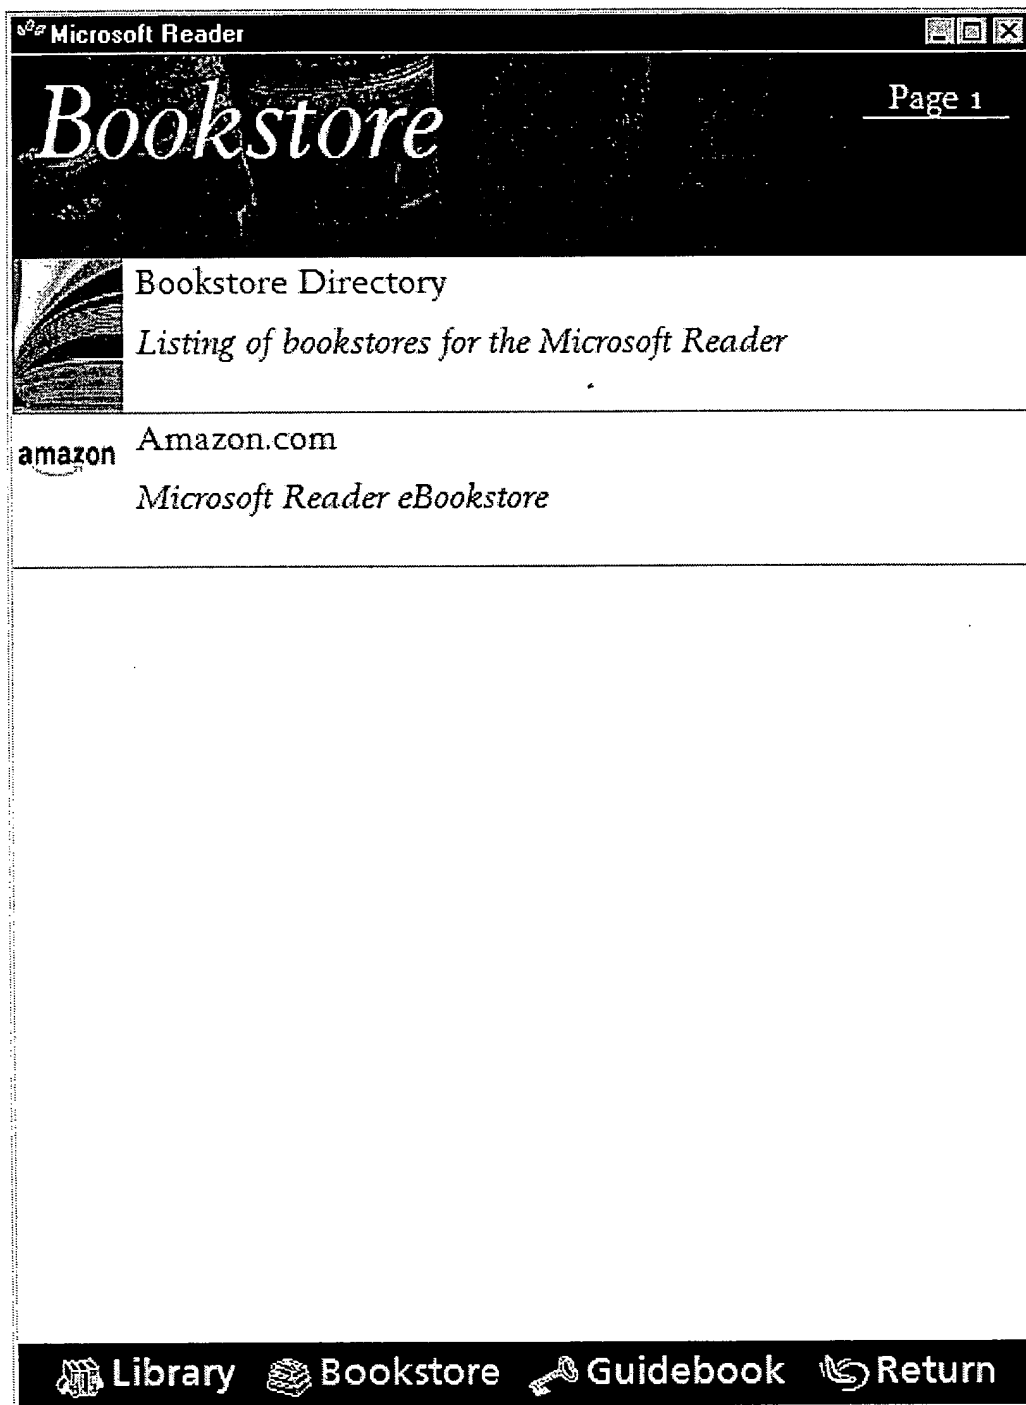 Microsoft Reader
Bookstore
Page 1
Bookstore Directory
Listing of bookstores for the Microsoft Reader
amazon
Amazon.com
Microsoft Reader eBookstore
Library Bookstore Guidebook Return